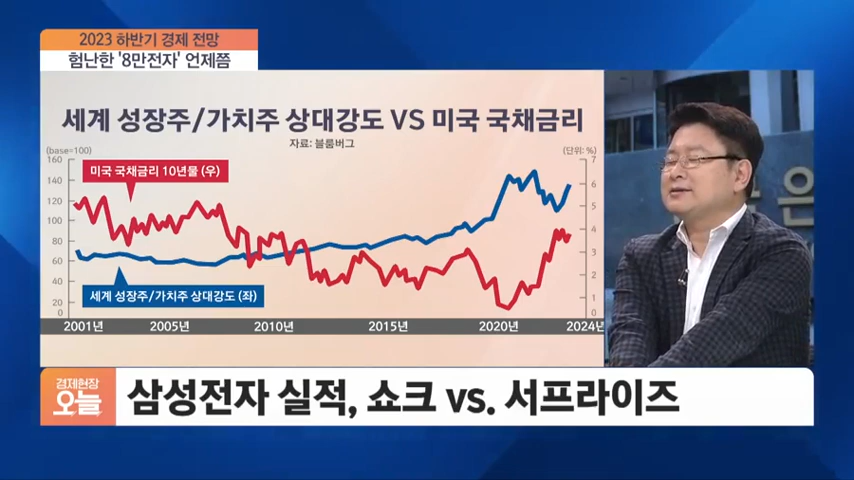 2023 하반기 경제 전망
험난한 '8만전자' 언제쯤
세계 성장주/가치주 상대강도 VS 미국 국채금리
자료: 블룸버그
(base=100)
(단위: %)
160
140
120
100
80
60
40
20
0
7
6
5
4
3
2
1
0
미국 국채금리 10년물 (우)
세계 성장주/가치주 상대강도 (좌)
2001년
2005년
2010년
2015년
2020년
2024년
은
경제현장
오늘
삼성전자 실적, 쇼크 vs. 서프라이즈